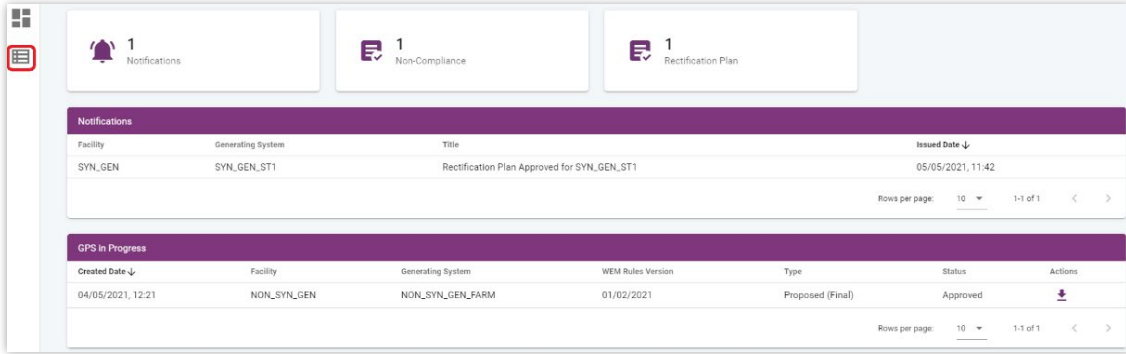 1
Notifications
1
Non-Compliance
1
Rectification Plan
Notifications
Facility Generating System Title Issued Date ↓
SYN_GEN SYN_GEN_ST1 Rectification Plan Approved for SYN_GEN_ST1 05/05/2021, 11:42
Rows per page: 10 1-1 of 1
GPS in Progress
Created Date ↓ Facility Generating System WEM Rules Version Type Status Actions
04/05/2021, 12:21 NON_SYN_GEN NON_SYN_GEN_FARM 01/02/2021 Proposed (Final) Approved
Rows per page: 10 1-1 of 1